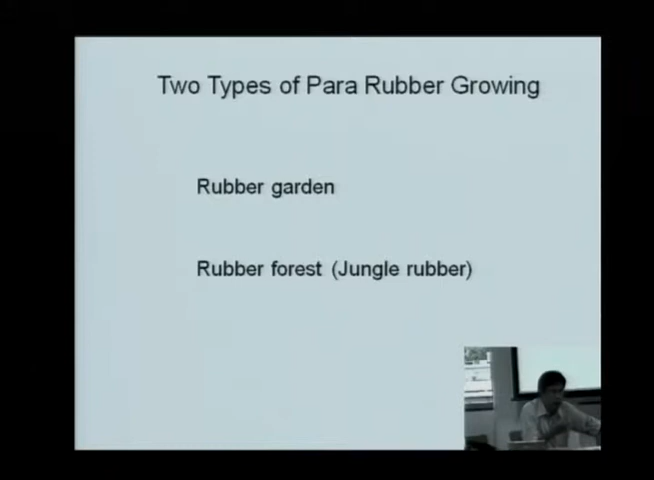 Two Types of Para Rubber Growing
Rubber garden
Rubber forest (Jungle rubber)